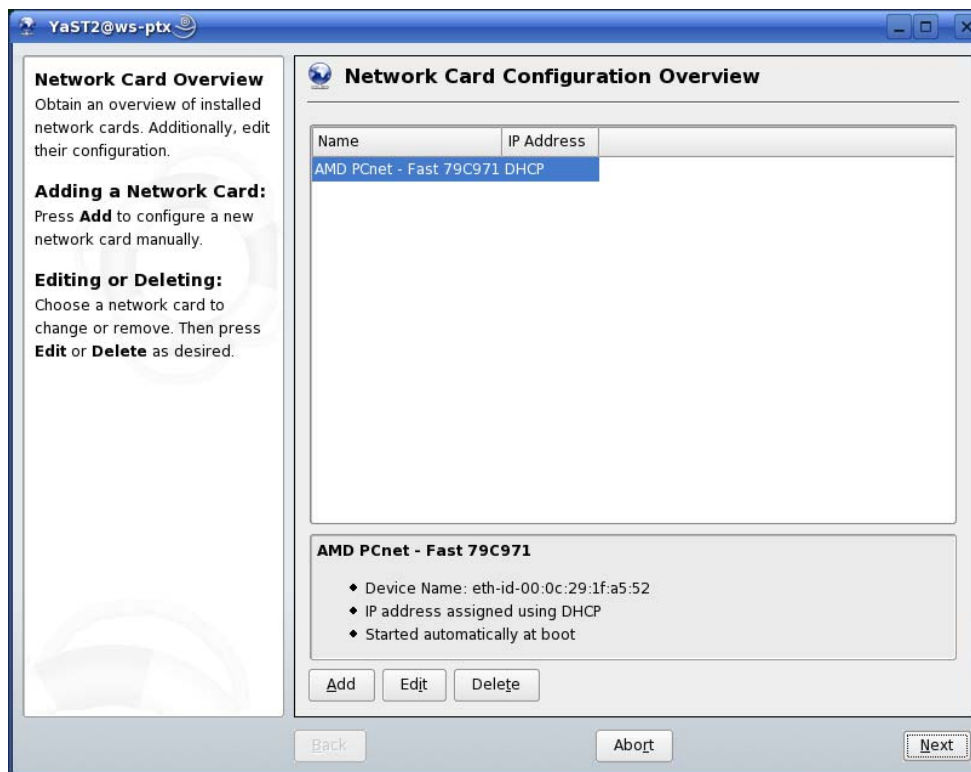 YaST2@ws-ptx
Network Card Overview
Obtain an overview of installed
network cards. Additionally, edit
their configuration.
Adding a Network Card:
Press Add to configure a new
network card manually.
Editing or Deleting:
Choose a network card to
change or remove. Then press
Edit or Delete as desired.
Network Card Configuration Overview
Name IP Address
AMD PCnet - Fast 79C971 DHCP
AMD PCnet - Fast 79C971
Device Name: eth-id-00:0c:29:1f:a5:52
IP address assigned using DHCP
Started automatically at boot
Add Edit Delete
Back Abort Next